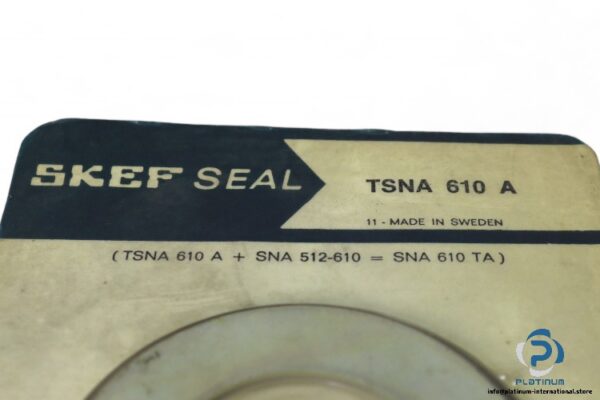 SKEF SEAL
TSNA 610 A
11 - MADE IN SWEDEN
(TSNA 610 A + SNA 512-610 = SNA 610 TA)
PLATINUM
info@platinum-international.store